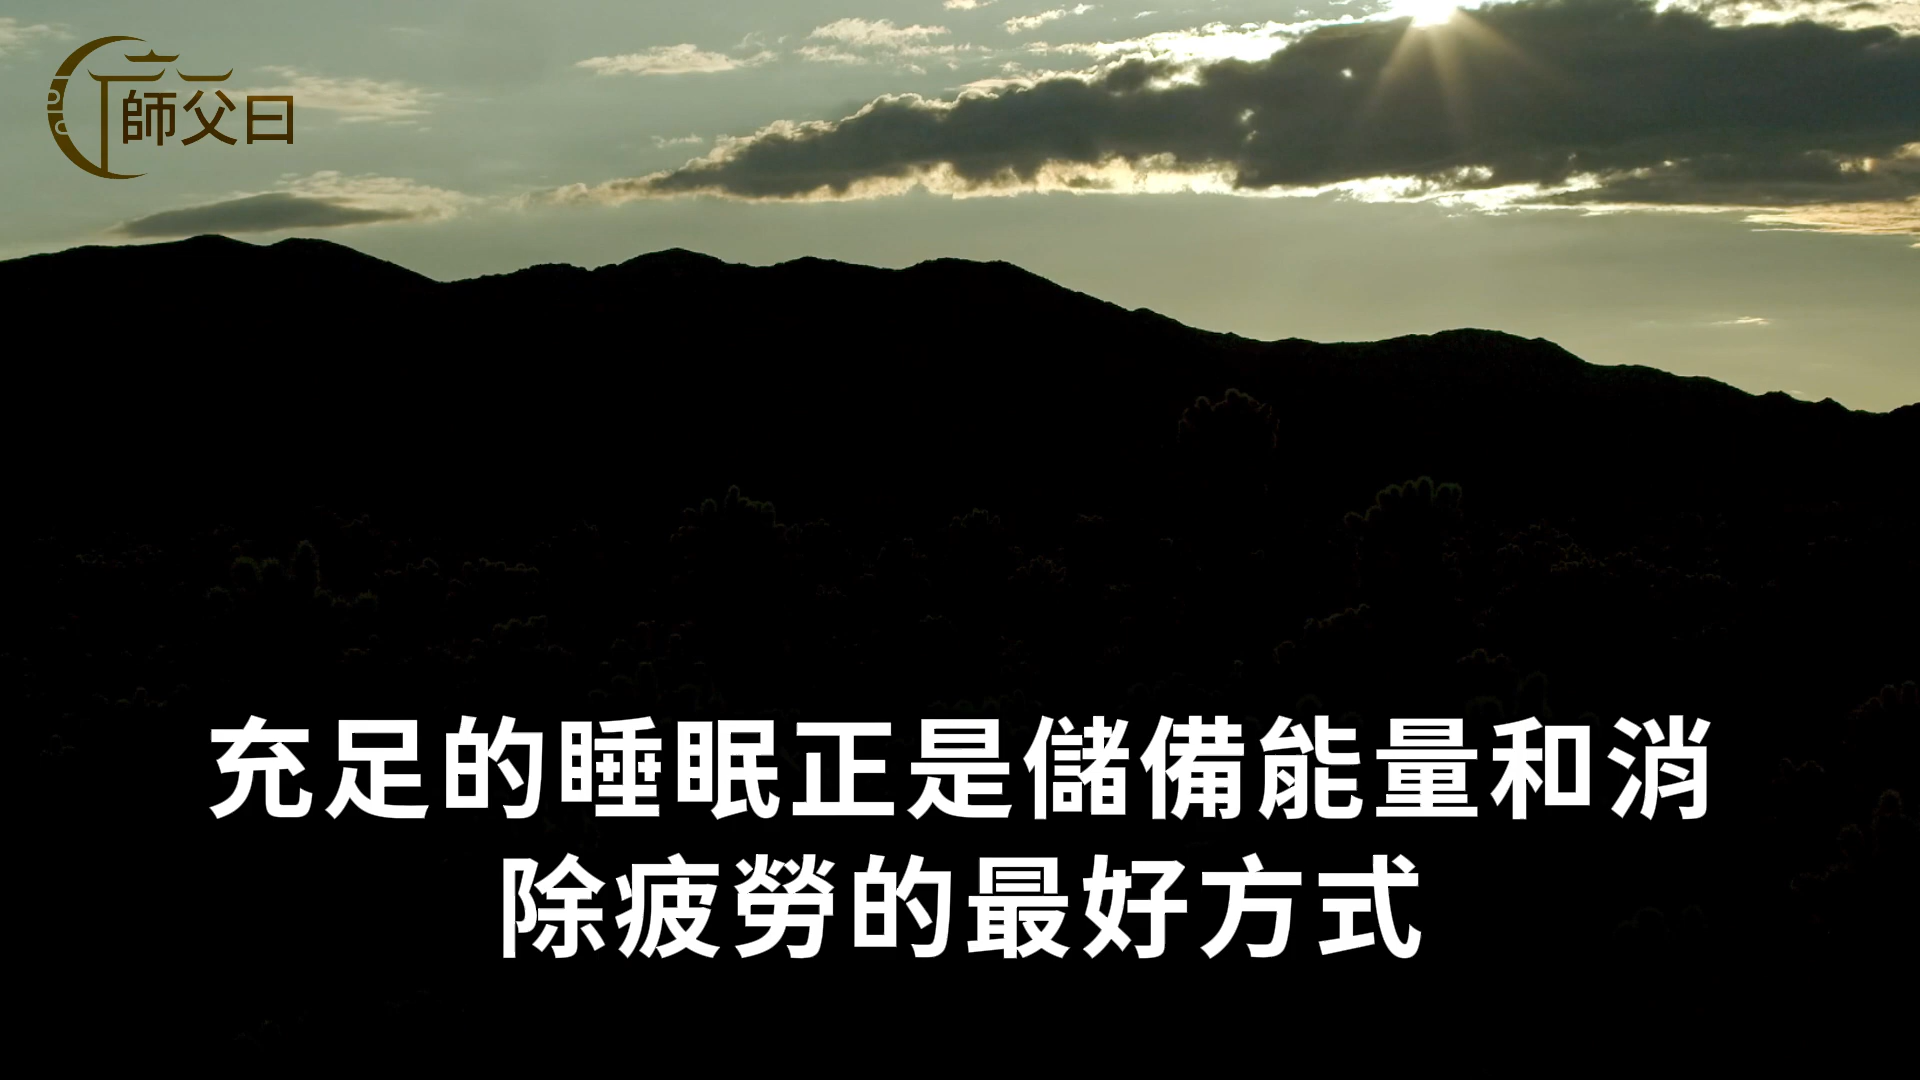 師父曰
充足的睡眠正是儲備能量和消
除疲勞的最好方式